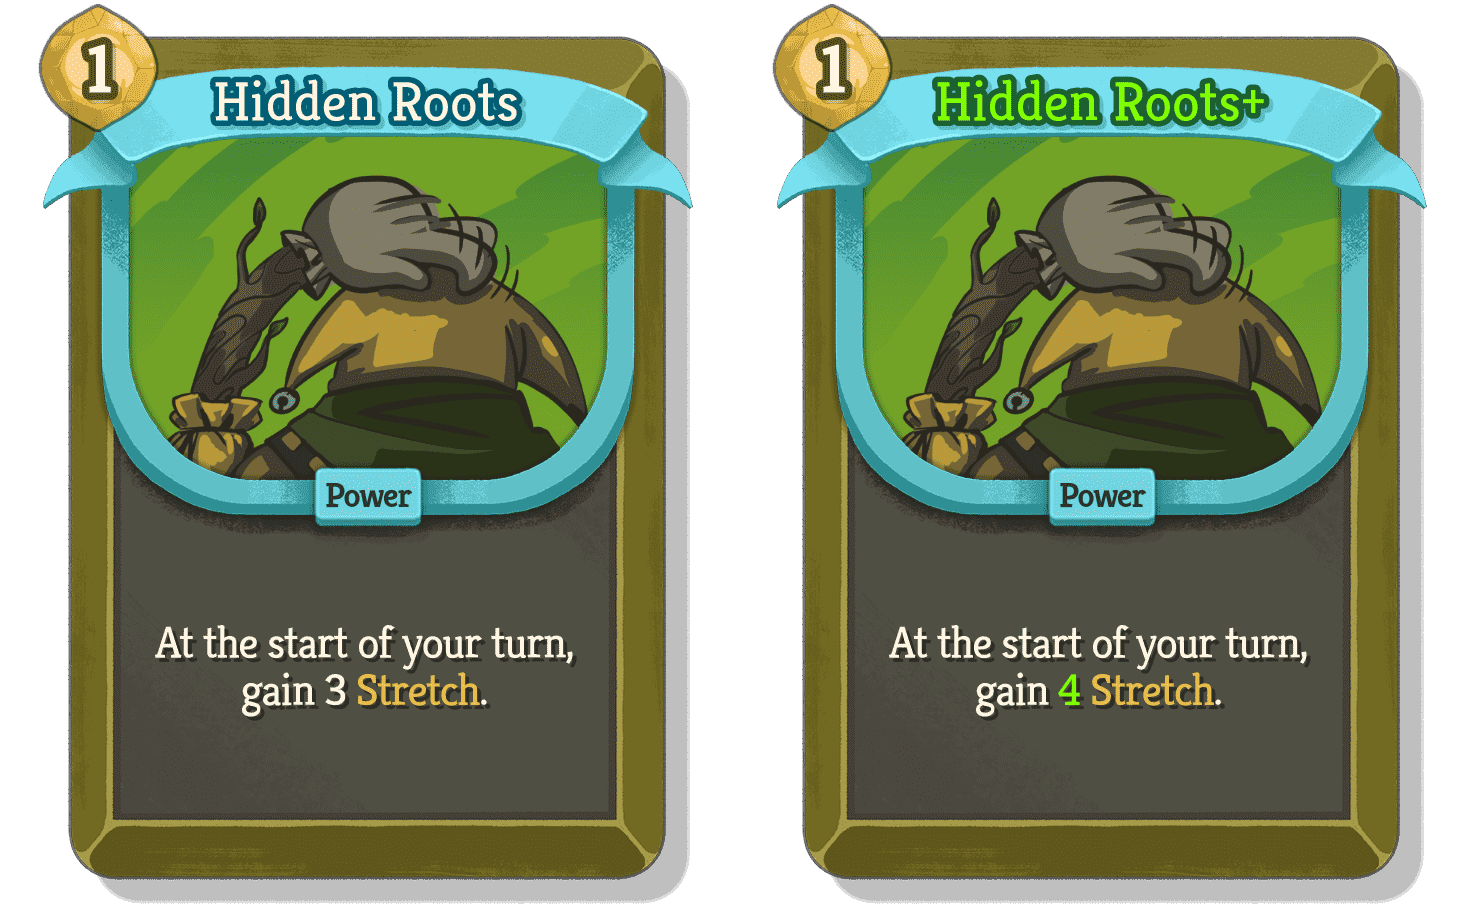 1
Hidden Roots
Power
At the start of your turn,
gain 3 Stretch.
1
Hidden Roots+
Power
At the start of your turn,
gain 4 Stretch.